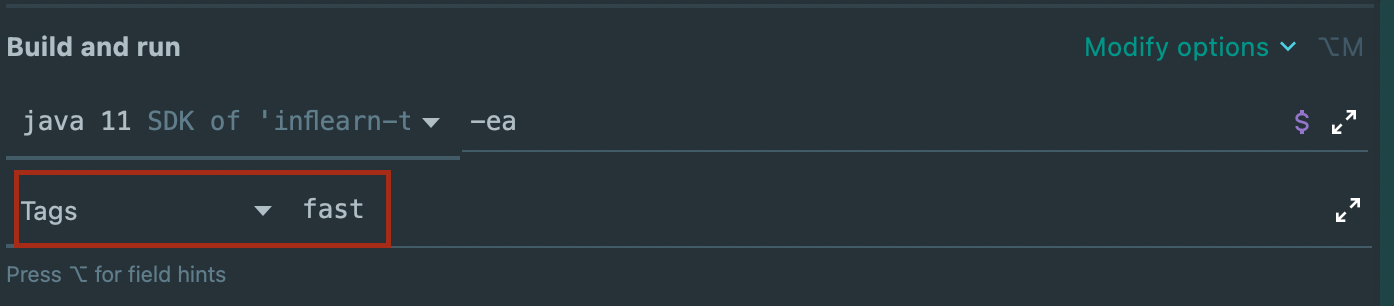 Build and run
Modify options ⌥M
java 11 SDK of 'inflearn-t -ea $
Tags fast
Press ⌥ for field hints